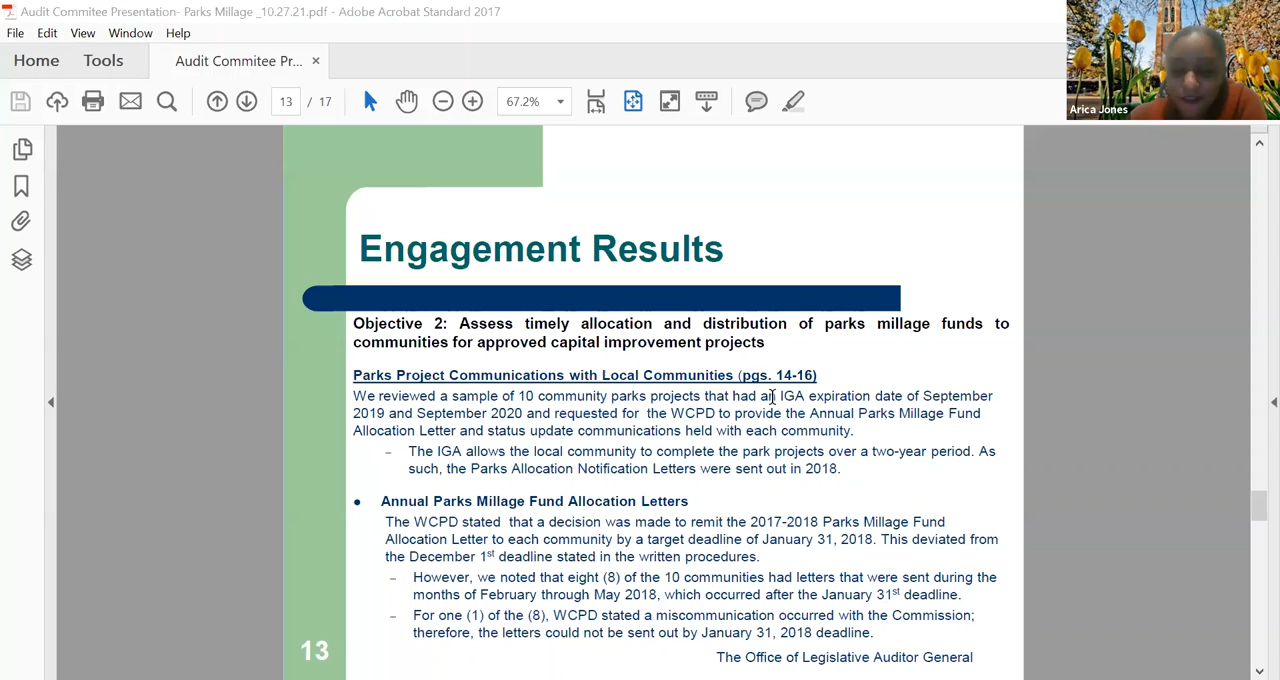 Audit Commitee Presentation- Parks Millage _10.27.21.pdf - Adobe Acrobat Standard 2017
File Edit View Window Help
Home Tools Audit Commitee Pr... ×
13 / 17 67.2%
Arica Jones
Engagement Results
Objective 2: Assess timely allocation and distribution of parks millage funds to
communities for approved capital improvement projects
Parks Project Communications with Local Communities (pgs. 14-16)
We reviewed a sample of 10 community parks projects that had an IGA expiration date of September
2019 and September 2020 and requested for the WCPD to provide the Annual Parks Millage Fund
Allocation Letter and status update communications held with each community.
– The IGA allows the local community to complete the park projects over a two-year period. As
such, the Parks Allocation Notification Letters were sent out in 2018.
• Annual Parks Millage Fund Allocation Letters
The WCPD stated that a decision was made to remit the 2017-2018 Parks Millage Fund
Allocation Letter to each community by a target deadline of January 31, 2018. This deviated from
the December 1st deadline stated in the written procedures.
– However, we noted that eight (8) of the 10 communities had letters that were sent during the
months of February through May 2018, which occurred after the January 31st deadline.
– For one (1) of the (8), WCPD stated a miscommunication occurred with the Commission;
therefore, the letters could not be sent out by January 31, 2018 deadline.
13
The Office of Legislative Auditor General